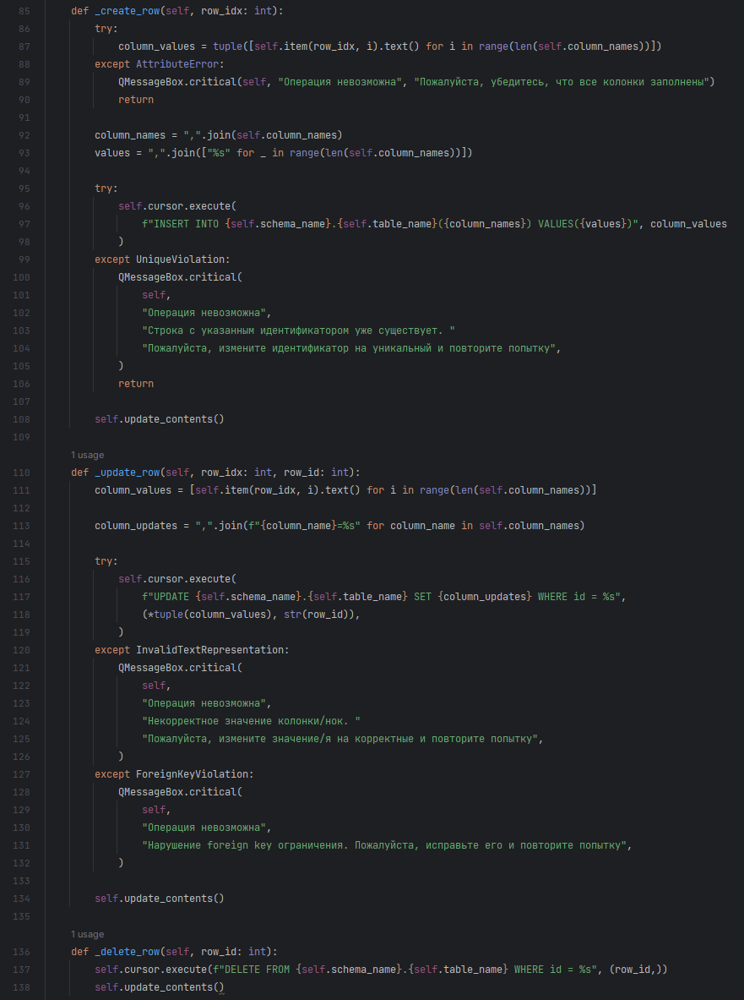 85 def _create_row(self, row_idx: int):
86 try:
87 column_values = tuple([self.item(row_idx, i).text() for i in range(len(self.column_names))])
88 except AttributeError:
89 QMessageBox.critical(self, "Операция невозможна", "Пожалуйста, убедитесь, что все колонки заполнены")
90 return
91
92 column_names = ",".join(self.column_names)
93 values = ",".join(["%s" for _ in range(len(self.column_names))])
94
95 try:
96 self.cursor.execute(
97 f"INSERT INTO {self.schema_name}.{self.table_name}({column_names}) VALUES({values})", column_values
98 )
99 except UniqueViolation:
100 QMessageBox.critical(
101 self,
102 "Операция невозможна",
103 "Строка с указанным идентификатором уже существует. "
104 "Пожалуйста, измените идентификатор на уникальный и повторите попытку",
105 )
106 return
107
108 self.update_contents()
109
1 usage
110 def _update_row(self, row_idx: int, row_id: int):
111 column_values = [self.item(row_idx, i).text() for i in range(len(self.column_names))]
112
113 column_updates = ",".join(f"{column_name}=%s" for column_name in self.column_names)
114
115 try:
116 self.cursor.execute(
117 f"UPDATE {self.schema_name}.{self.table_name} SET {column_updates} WHERE id = %s",
118 (*tuple(column_values), str(row_id)),
119 )
120 except InvalidTextRepresentation:
121 QMessageBox.critical(
122 self,
123 "Операция невозможна",
124 "Некорректное значение колонки/нок. "
125 "Пожалуйста, измените значение/я на корректные и повторите попытку",
126 )
127 except ForeignKeyViolation:
128 QMessageBox.critical(
129 self,
130 "Операция невозможна",
131 "Нарушение foreign key ограничения. Пожалуйста, исправьте его и повторите попытку",
132 )
133
134 self.update_contents()
135
1 usage
136 def _delete_row(self, row_id: int):
137 self.cursor.execute(f"DELETE FROM {self.schema_name}.{self.table_name} WHERE id = %s", (row_id,))
138 self.update_contents()